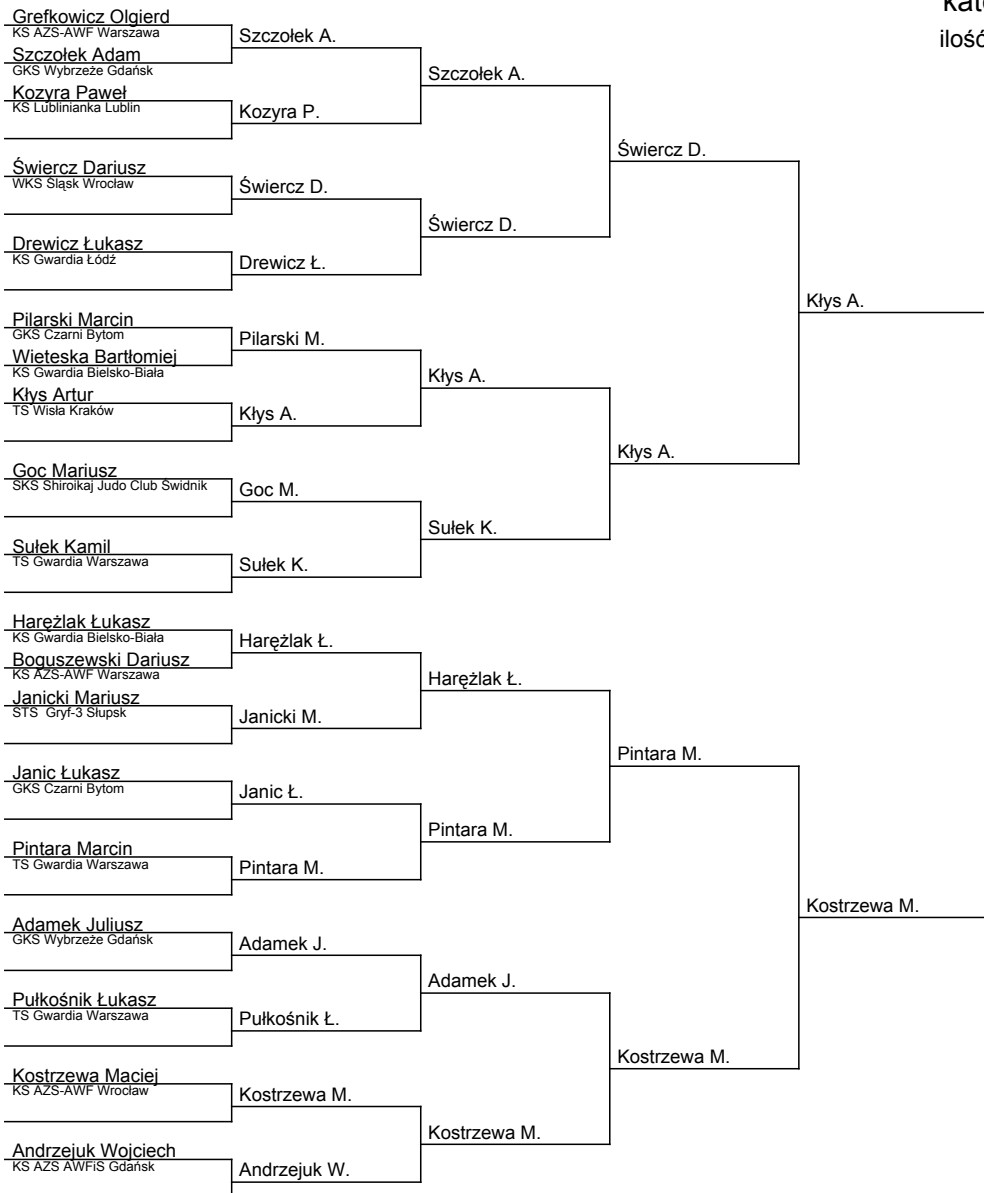 kat
ilość
Grefkowicz Olgierd
KS AZS-AWF Warszawa
Szczołek A.
Szczołek Adam
GKS Wybrzeże Gdańsk
Szczołek A.
Kozyra Paweł
KS Lublinianka Lublin
Kozyra P.
Świercz D.
Świercz Dariusz
WKS Śląsk Wrocław
Świercz D.
Świercz D.
Drewicz Łukasz
KS Gwardia Łódź
Drewicz Ł.
Kłys A.
Pilarski Marcin
GKS Czarni Bytom
Pilarski M.
Wieteska Bartłomiej
KS Gwardia Bielsko-Biała
Kłys A.
Kłys Artur
TS Wisła Kraków
Kłys A.
Kłys A.
Goc Mariusz
SKS Shiroikaj Judo Club Świdnik
Goc M.
Sułek K.
Sułek Kamil
TS Gwardia Warszawa
Sułek K.
Haręźlak Łukasz
KS Gwardia Bielsko-Biała
Haręźlak Ł.
Boguszewski Dariusz
KS AZS-AWF Warszawa
Haręźlak Ł.
Janicki Mariusz
STS Gryf-3 Słupsk
Janicki M.
Pintara M.
Janic Łukasz
GKS Czarni Bytom
Janic Ł.
Pintara M.
Pintara Marcin
TS Gwardia Warszawa
Pintara M.
Kostrzewa M.
Adamek Juliusz
GKS Wybrzeże Gdańsk
Adamek J.
Adamek J.
Pułkośnik Łukasz
TS Gwardia Warszawa
Pułkośnik Ł.
Kostrzewa M.
Kostrzewa Maciej
KS AZS-AWF Wrocław
Kostrzewa M.
Kostrzewa M.
Andrzejuk Wojciech
KS AZS AWFiS Gdańsk
Andrzejuk W.